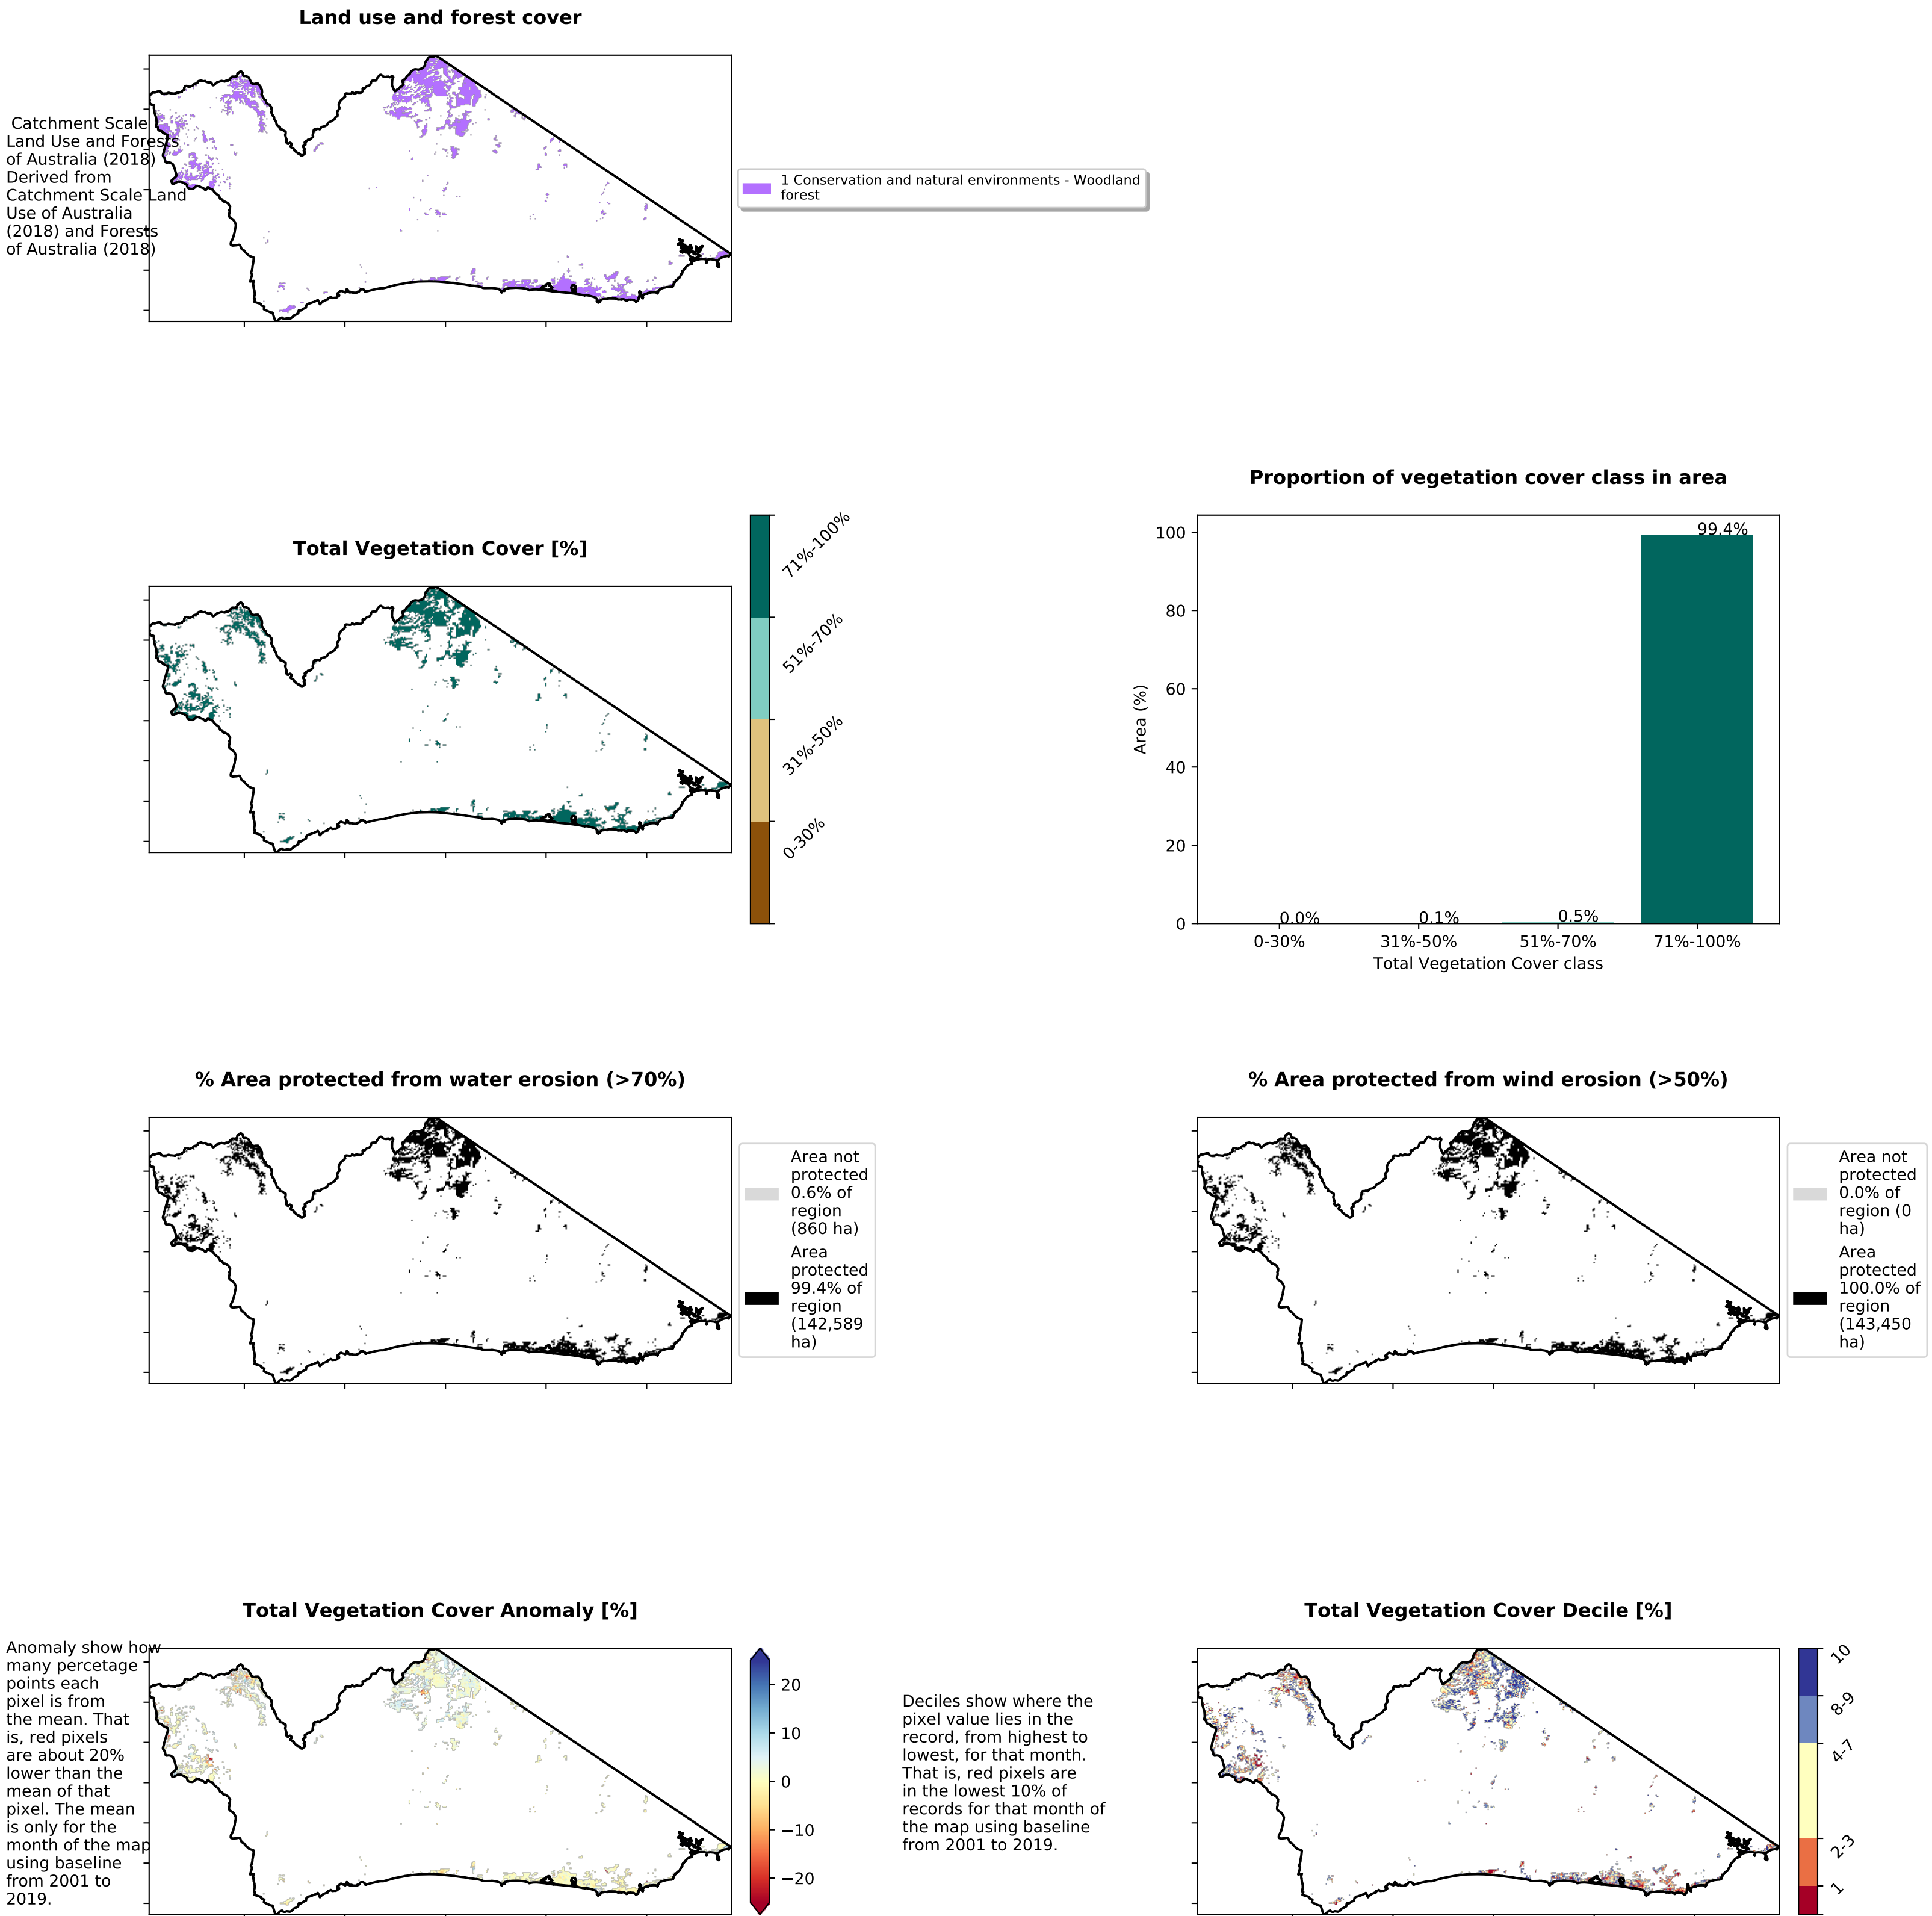 Land use and forest cover
Catchment Scale
Land Use and Forests
of Australia (2018)
Derived from
Catchment Scale Land
Use of Australia
(2018) and Forests
of Australia (2018)
1 Conservation and natural environments - Woodland
forest
Total Vegetation Cover [%]
71%-100%
51%-70%
31%-50%
0-30%
Proportion of vegetation cover class in area
100
80
60
40
20
0
Area (%)
0.0%
0.1%
0.5%
99.4%
0-30%
31%-50%
51%-70%
71%-100%
Total Vegetation Cover class
% Area protected from water erosion (>70%)
Area not
protected
0.6% of
region
(860 ha)
Area
protected
99.4% of
region
(142,589
ha)
% Area protected from wind erosion (>50%)
Area not
protected
0.0% of
region (0
ha)
Area
protected
100.0% of
region
(143,450
ha)
Total Vegetation Cover Anomaly [%]
Anomaly show how
many percetage
points each
pixel is from
the mean. That
is, red pixels
are about 20%
lower than the
mean of that
pixel. The mean
is only for the
month of the map
using baseline
from 2001 to
2019.
20
10
0
−10
−20
Deciles show where the
pixel value lies in the
record, from highest to
lowest, for that month.
That is, red pixels are
in the lowest 10% of
records for that month of
the map using baseline
from 2001 to 2019.
Total Vegetation Cover Decile [%]
10
8-9
4-7
2-3
1